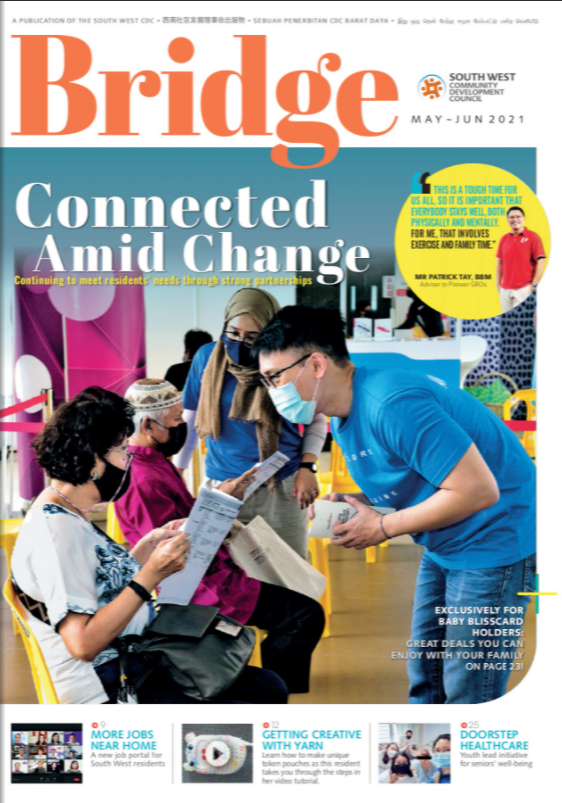 A PUBLICATION OF THE SOUTH WEST CDC • 西南社区发展理事会出版物 • SEBUAH PENERBITAN CDC BARAT DAYA •
Bridge
SOUTH WEST
COMMUNITY
DEVELOPMENT
COUNCIL
MAY – JUN 2021
Connected
Amid Change
Continuing to meet residents' needs through strong partnerships
“THIS IS A TOUGH TIME FOR
US ALL, SO IT IS IMPORTANT THAT
EVERYBODY STAYS WELL, BOTH
PHYSICALLY AND MENTALLY.
FOR ME, THAT INVOLVES
EXERCISE AND FAMILY TIME.”
MR PATRICK TAY, BBM
Adviser to Pioneer GROs
EXCLUSIVELY FOR
BABY BLISSCARD
HOLDERS:
GREAT DEALS YOU CAN
ENJOY WITH YOUR FAMILY
ON PAGE 23!
9
MORE JOBS
NEAR HOME
A new job portal for
South West residents
12
GETTING CREATIVE
WITH YARN
Learn how to make unique
token pouches as this resident
takes you through the steps in
her video tutorial.
25
DOORSTEP
HEALTHCARE
Youth lead initiative
for seniors' well-being